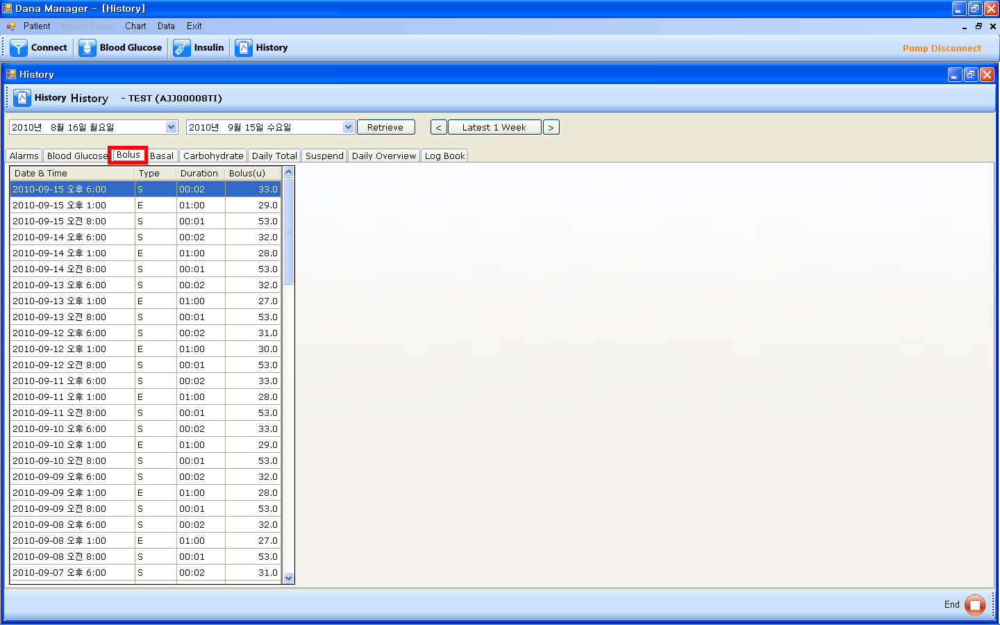 Dana Manager - [History]
Patient Insulin Pump Chart Data Exit
Connect Blood Glucose Insulin History Pump Disconnect
History
History History - TEST (AJJ00008TI)
2010년 8월 16일 월요일 2010년 9월 15일 수요일 Retrieve < Latest 1 Week >
Alarms Blood Glucose Bolus Basal Carbohydrate Daily Total Suspend Daily Overview Log Book
Date & Time Type Duration Bolus(u)
2010-09-15 오후 6:00 S 00:02 33.0
2010-09-15 오후 1:00 E 01:00 29.0
2010-09-15 오전 8:00 S 00:01 53.0
2010-09-14 오후 6:00 S 00:02 32.0
2010-09-14 오후 1:00 E 01:00 28.0
2010-09-14 오전 8:00 S 00:01 53.0
2010-09-13 오후 6:00 S 00:02 32.0
2010-09-13 오후 1:00 E 01:00 27.0
2010-09-13 오전 8:00 S 00:01 53.0
2010-09-12 오후 6:00 S 00:02 31.0
2010-09-12 오후 1:00 E 01:00 30.0
2010-09-12 오전 8:00 S 00:01 53.0
2010-09-11 오후 6:00 S 00:02 33.0
2010-09-11 오후 1:00 E 01:00 28.0
2010-09-11 오전 8:00 S 00:01 53.0
2010-09-10 오후 6:00 S 00:02 33.0
2010-09-10 오후 1:00 E 01:00 29.0
2010-09-10 오전 8:00 S 00:01 53.0
2010-09-09 오후 6:00 S 00:02 32.0
2010-09-09 오후 1:00 E 01:00 28.0
2010-09-09 오전 8:00 S 00:01 53.0
2010-09-08 오후 6:00 S 00:02 32.0
2010-09-08 오후 1:00 E 01:00 27.0
2010-09-08 오전 8:00 S 00:01 53.0
2010-09-07 오후 6:00 S 00:02 31.0
End